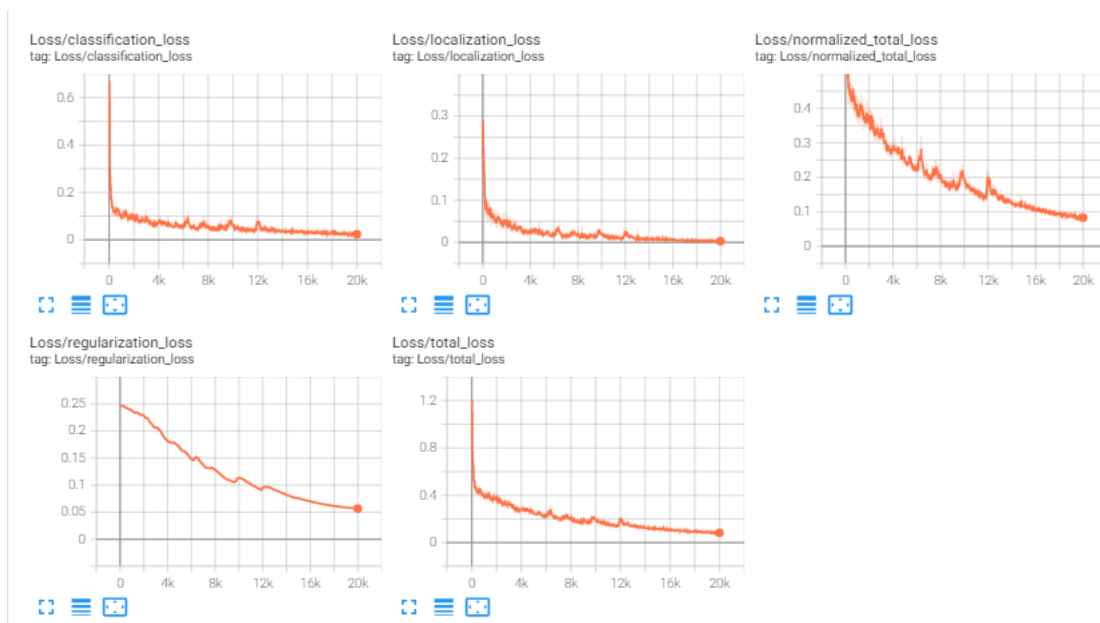 Loss/classification_loss
tag: Loss/classification_loss
0.6
0.4
0.2
0
0 4k 8k 12k 16k 20k
Loss/localization_loss
tag: Loss/localization_loss
0.3
0.2
0.1
0
0 4k 8k 12k 16k 20k
Loss/normalized_total_loss
tag: Loss/normalized_total_loss
0.4
0.3
0.2
0.1
0
0 4k 8k 12k 16k 20k
Loss/regularization_loss
tag: Loss/regularization_loss
0.25
0.2
0.15
0.1
0.05
0
0 4k 8k 12k 16k 20k
Loss/total_loss
tag: Loss/total_loss
1.2
0.8
0.4
0
0 4k 8k 12k 16k 20k